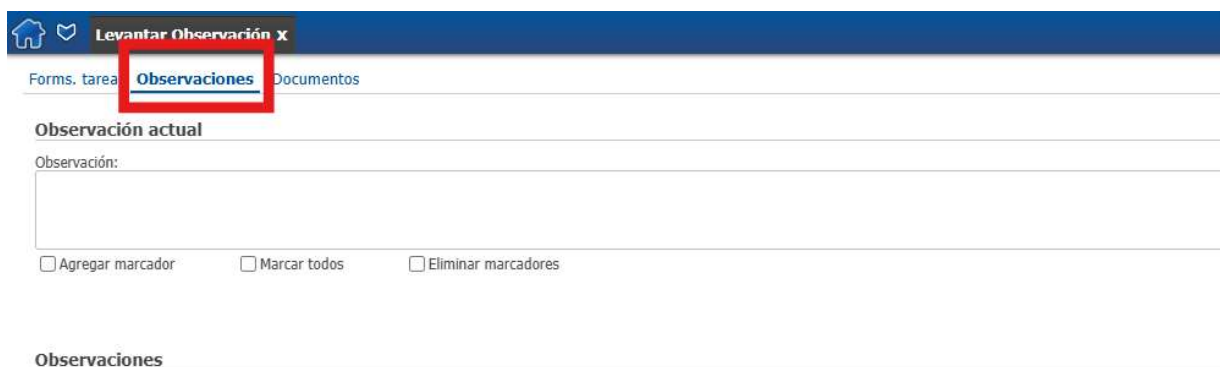 Levantar Observación x
Forms. tarea Observaciones Documentos
Observación actual
Observación:
Agregar marcador Marcar todos Eliminar marcadores
Observaciones